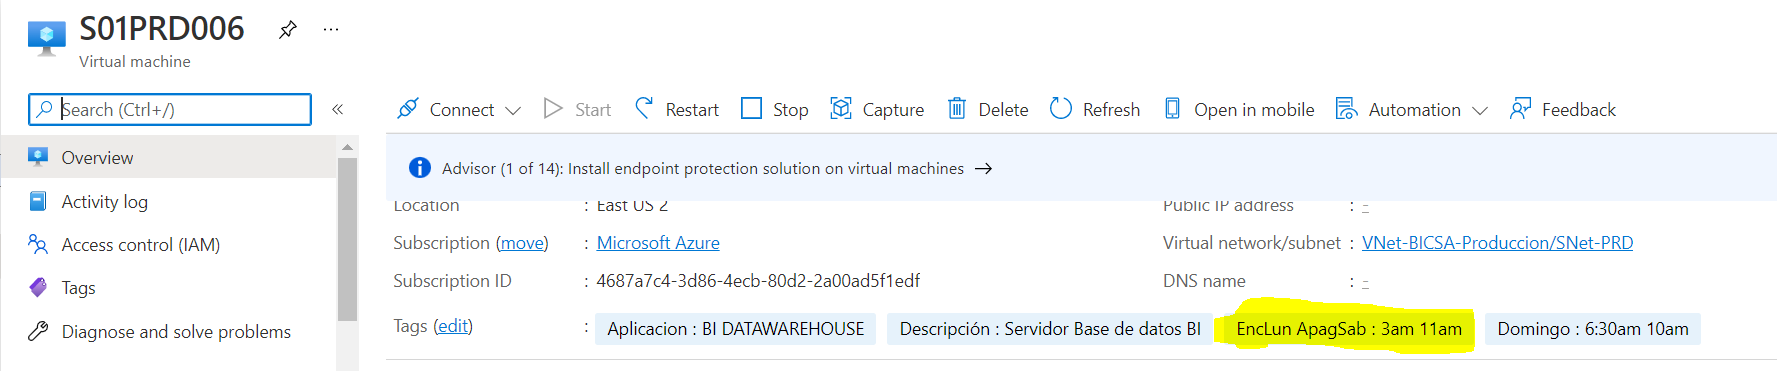 S01PRD006
Virtual machine
Search (Ctrl+/)
Overview
Activity log
Access control (IAM)
Tags
Diagnose and solve problems
Connect Start Restart Stop Capture Delete Refresh Open in mobile Automation Feedback
Advisor (1 of 14): Install endpoint protection solution on virtual machines →
Location : East US 2
Public IP address : -
Subscription (move) : Microsoft Azure
Virtual network/subnet : VNet-BICSA-Produccion/SNet-PRD
Subscription ID : 4687a7c4-3d86-4ecb-80d2-2a00ad5f1edf
DNS name : -
Tags (edit) : Aplicacion : BI DATAWAREHOUSE Descripción : Servidor Base de datos BI EncLun ApagSab : 3am 11am Domingo : 6:30am 10am